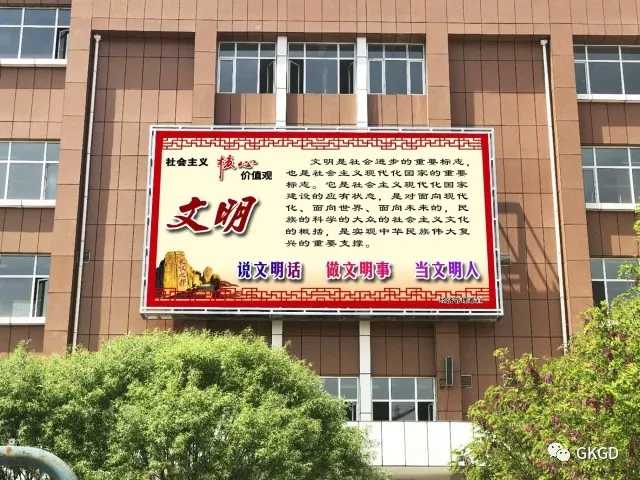 社会主义 核心 价值观
文明
文明是社会进步的重要标志，
也是社会主义现代化国家的重要
标志。它是社会主义现代化国家
建设的应有状态，是对面向现代
化、面向世界、面向未来的，民
族的科学的大众的社会主义文化
的概括，是实现中华民族伟大复
兴的重要支撑。
说文明话 做文明事 当文明人
GKGD